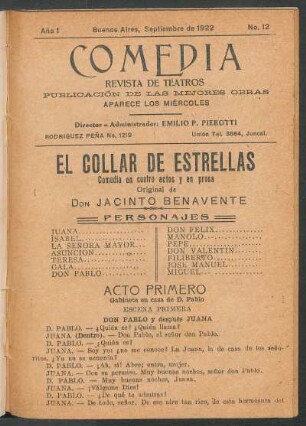 Año I Buenos Aires, Septiembre de 1922 No. 12
COMEDIA
REVISTA DE TEATROS
PUBLICACIÓN DE LAS MEJORES OBRAS
APARECE LOS MIÉRCOLES
Director - Administrador: EMILIO P. PIEROTTI
RODRIGUEZ PEÑA No. 1219 Unión Tel. 3664, Juncal.
EL COLLAR DE ESTRELLAS
Comedia en cuatro actos y en prosa
Original de
DON JACINTO BENAVENTE
PERSONAJES
JUANA
ISABEL
LA SEÑORA MAYOR
ASUNCION
TERESA
GALA
DON PABLO
DON FELIX
MANOLO
PEPE
DON VALENTIN
FILIBERTO
JOSE MANUEL
MIGUEL
ACTO PRIMERO
Gabinete en casa de D. Pablo
ESCENA PRIMERA
DON PABLO y después JUANA
D. PABLO. — ¿Quién es? ¿Quién llama?
JUANA (Dentro). — Don Pablo, el señor don Pablo.
D. PABLO. — ¿Quién es?
JUANA. — Soy yo; ¿no me conoce? La Juana, la de casa de los
¿Ya no se acuerda?
D. PABLO. — ¡Ah, sí! Abre; entra, mujer.
JUANA. — Con su permiso. Muy buenas noches, señor don Pablo.
D. PABLO. — Muy buenas noches, Juana.
JUANA. — ¡Válgame Dios!
D. PABLO. — ¿De qué te admiras?
JUANA. — De todo, señor. De ese aire tan rico, de esta hermosura del